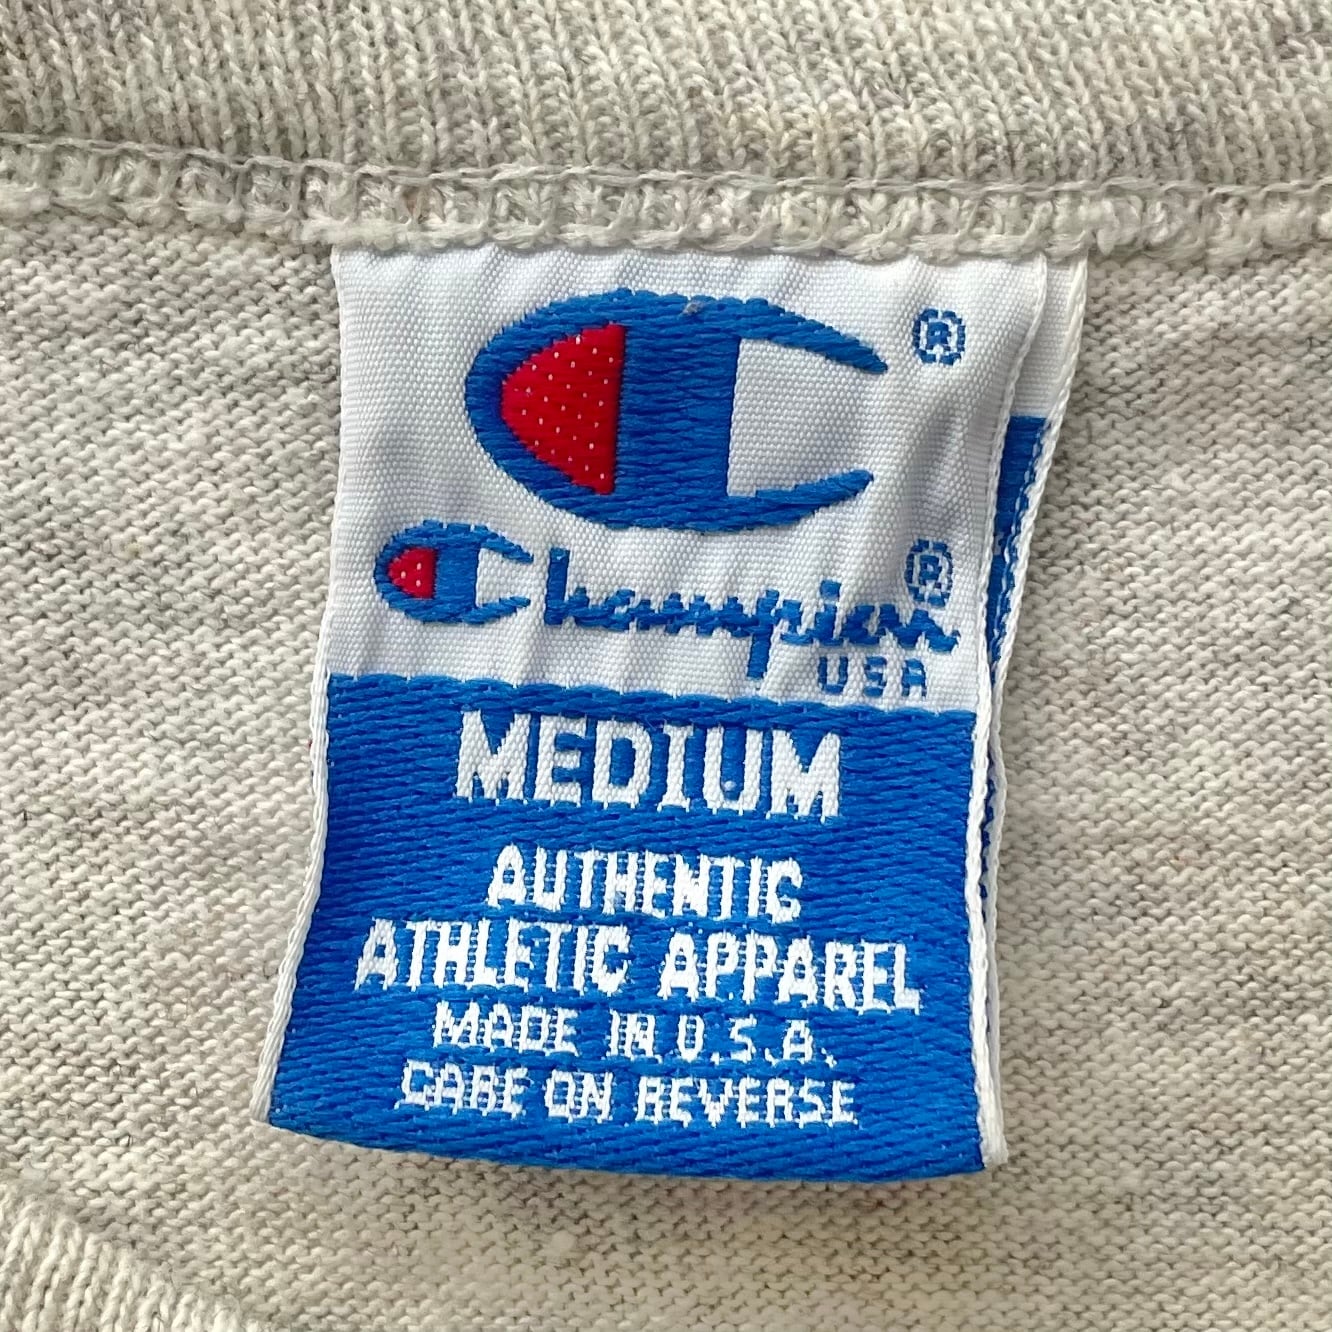 ®
Champion®
USA
MEDIUM
AUTHENTIC
ATHLETIC APPAREL
MADE IN U.S.A.
CARE ON REVERSE